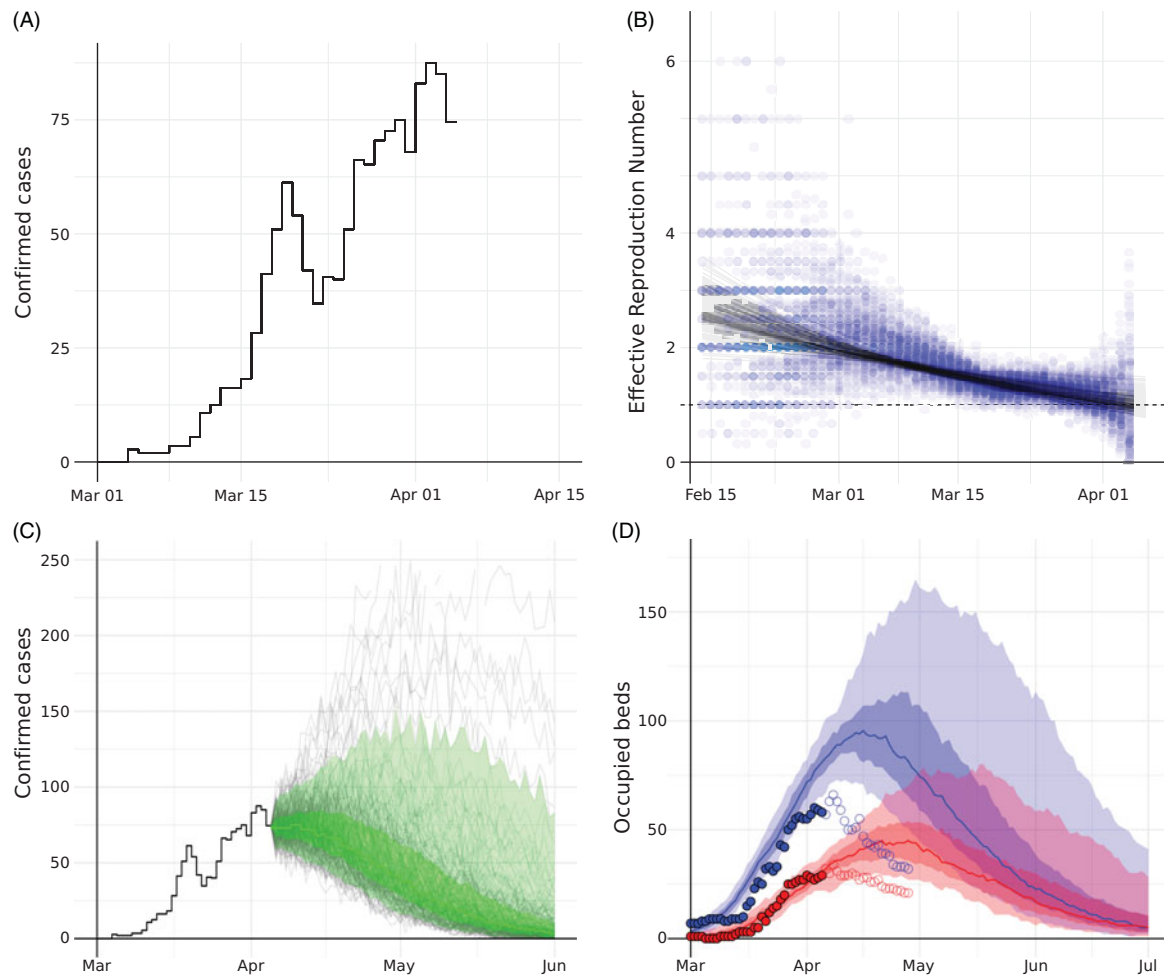 (A)
Confirmed cases
75
50
25
0
Mar 01
Mar 15
Apr 01
Apr 15
(B)
Effective Reproduction Number
6
4
2
0
Feb 15
Mar 01
Mar 15
Apr 01
(C)
Confirmed cases
250
200
150
100
50
0
Mar
Apr
May
Jun
(D)
Occupied beds
150
100
50
0
Mar
Apr
May
Jun
Jul